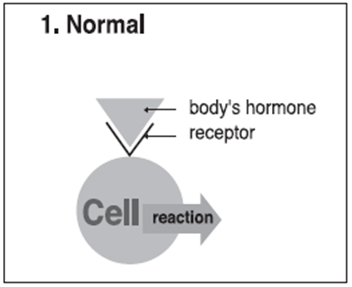 1. Normal
body's hormone
receptor
Cell reaction